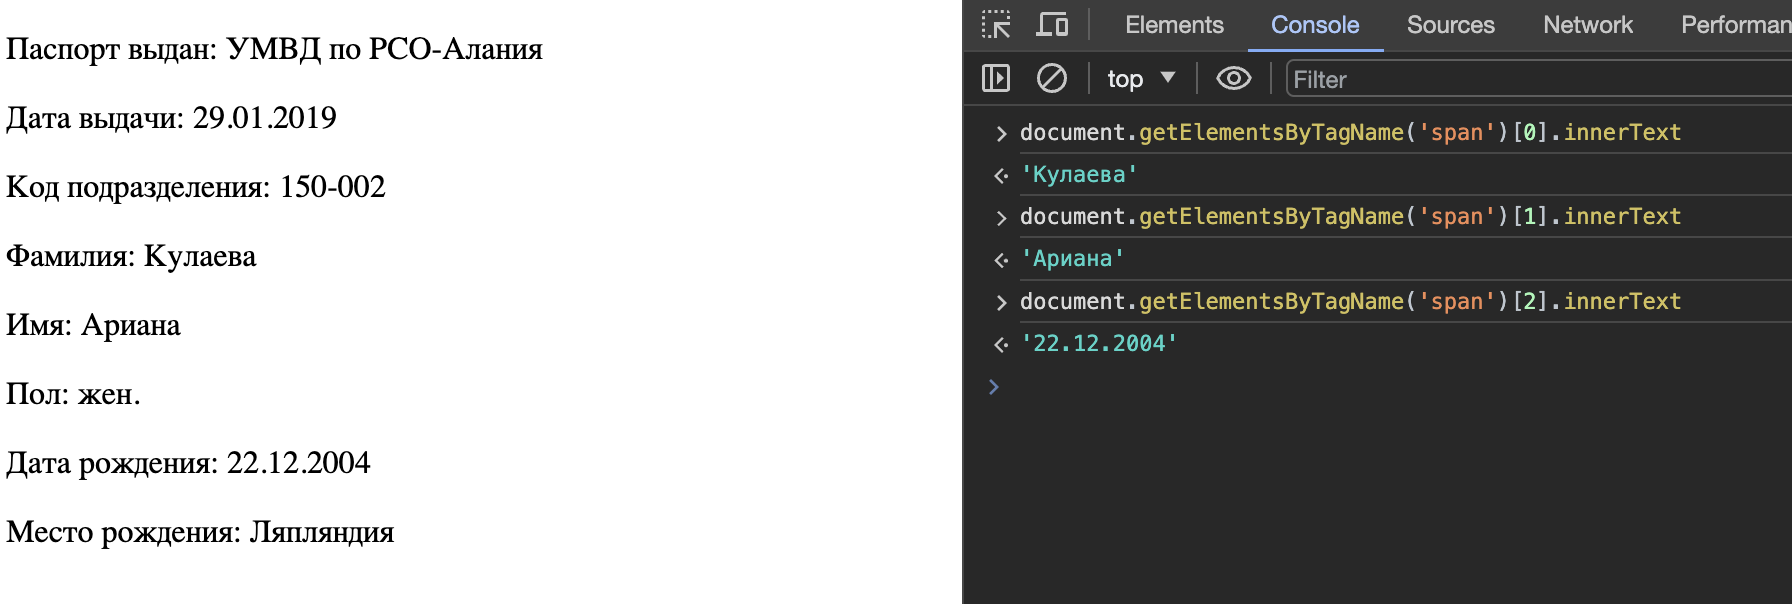 Паспорт выдан: УМВД по РСО-Алания
Дата выдачи: 29.01.2019
Код подразделения: 150-002
Фамилия: Кулаева
Имя: Ариана
Пол: жен.
Дата рождения: 22.12.2004
Место рождения: Ляпляндия
Elements Console Sources Network Performan
top Filter
document.getElementsByTagName('span')[0].innerText
'Кулаева'
document.getElementsByTagName('span')[1].innerText
'Ариана'
document.getElementsByTagName('span')[2].innerText
'22.12.2004'